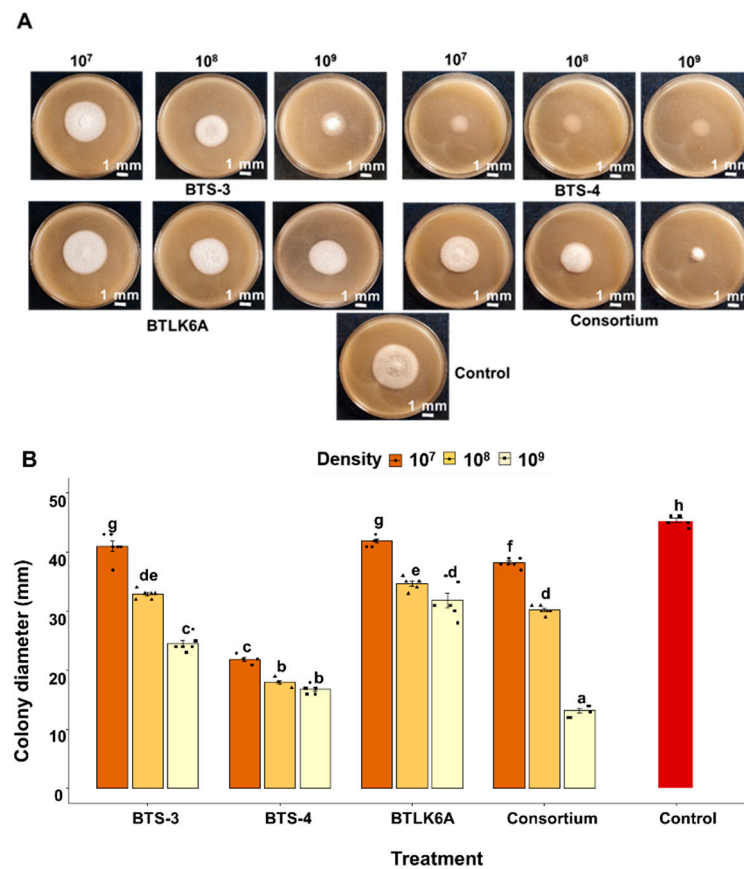 A
10⁷ 10⁸ 10⁹ 10⁷ 10⁸ 10⁹
1 mm 1 mm 1 mm 1 mm 1 mm 1 mm
BTS-3 BTS-4
1 mm 1 mm 1 mm 1 mm 1 mm 1 mm
BTLK6A Consortium
Control
1 mm
B
Density 10⁷ 10⁸ 10⁹
Colony diameter (mm)
50
40
30
20
10
0
g de c c b b g e d f d a h
BTS-3 BTS-4 BTLK6A Consortium Control
Treatment